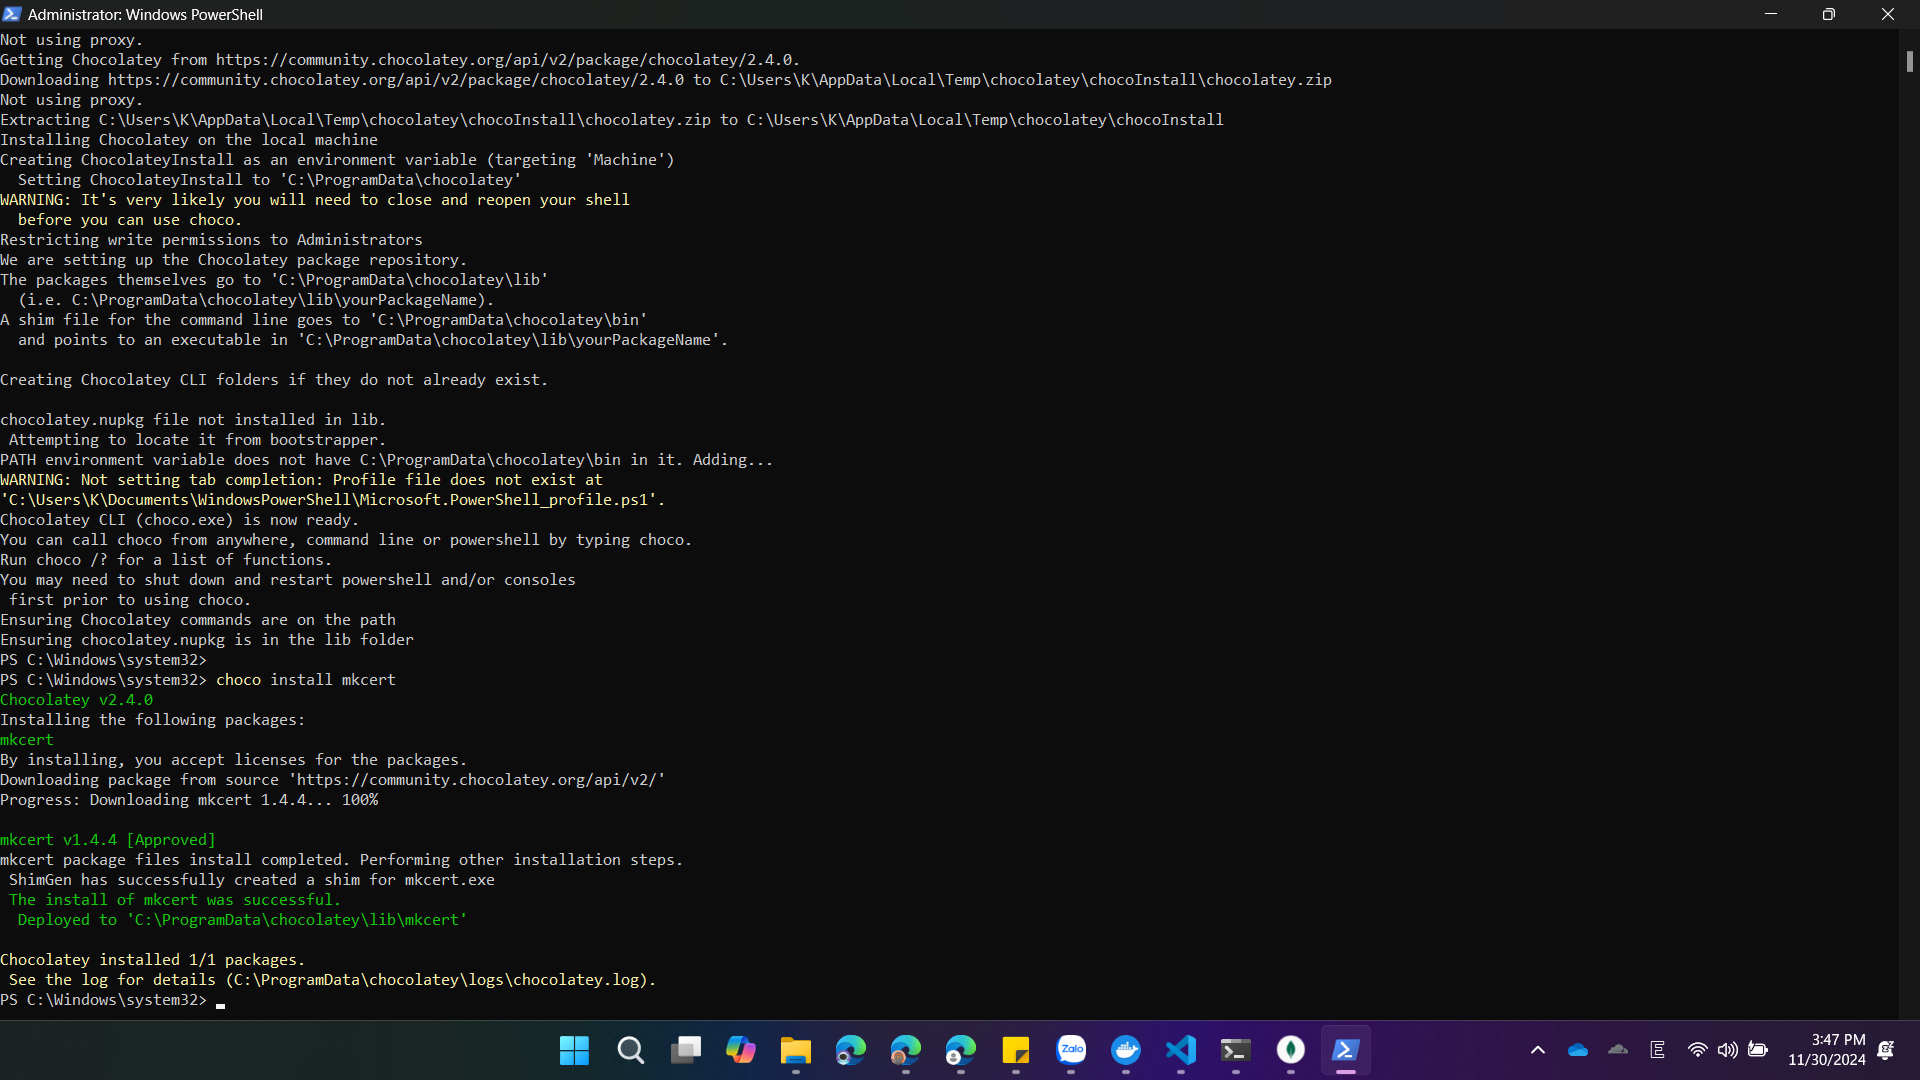 Administrator: Windows PowerShell
Not using proxy.
Getting Chocolatey from https://community.chocolatey.org/api/v2/package/chocolatey/2.4.0.
Downloading https://community.chocolatey.org/api/v2/package/chocolatey/2.4.0 to C:\Users\K\AppData\Local\Temp\chocolatey\chocoInstall\chocolatey.zip
Not using proxy.
Extracting C:\Users\K\AppData\Local\Temp\chocolatey\chocoInstall\chocolatey.zip to C:\Users\K\AppData\Local\Temp\chocolatey\chocoInstall
Installing Chocolatey on the local machine
Creating ChocolateyInstall as an environment variable (targeting 'Machine')
  Setting ChocolateyInstall to 'C:\ProgramData\chocolatey'
WARNING: It's very likely you will need to close and reopen your shell
  before you can use choco.
Restricting write permissions to Administrators
We are setting up the Chocolatey package repository.
The packages themselves go to 'C:\ProgramData\chocolatey\lib'
  (i.e. C:\ProgramData\chocolatey\lib\yourPackageName).
A shim file for the command line goes to 'C:\ProgramData\chocolatey\bin'
  and points to an executable in 'C:\ProgramData\chocolatey\lib\yourPackageName'.

Creating Chocolatey CLI folders if they do not already exist.

chocolatey.nupkg file not installed in lib.
 Attempting to locate it from bootstrapper.
PATH environment variable does not have C:\ProgramData\chocolatey\bin in it. Adding...
WARNING: Not setting tab completion: Profile file does not exist at
'C:\Users\K\Documents\WindowsPowerShell\Microsoft.PowerShell_profile.ps1'.
Chocolatey CLI (choco.exe) is now ready.
You can call choco from anywhere, command line or powershell by typing choco.
Run choco /? for a list of functions.
You may need to shut down and restart powershell and/or consoles
 first prior to using choco.
Ensuring Chocolatey commands are on the path
Ensuring chocolatey.nupkg is in the lib folder
PS C:\Windows\system32>
PS C:\Windows\system32> choco install mkcert
Chocolatey v2.4.0
Installing the following packages:
mkcert
By installing, you accept licenses for the packages.
Downloading package from source 'https://community.chocolatey.org/api/v2/'
Progress: Downloading mkcert 1.4.4... 100%

mkcert v1.4.4 [Approved]
mkcert package files install completed. Performing other installation steps.
 ShimGen has successfully created a shim for mkcert.exe
 The install of mkcert was successful.
  Deployed to 'C:\ProgramData\chocolatey\lib\mkcert'

Chocolatey installed 1/1 packages.
 See the log for details (C:\ProgramData\chocolatey\logs\chocolatey.log).
PS C:\Windows\system32>
Zalo
E
3:47 PM
11/30/2024